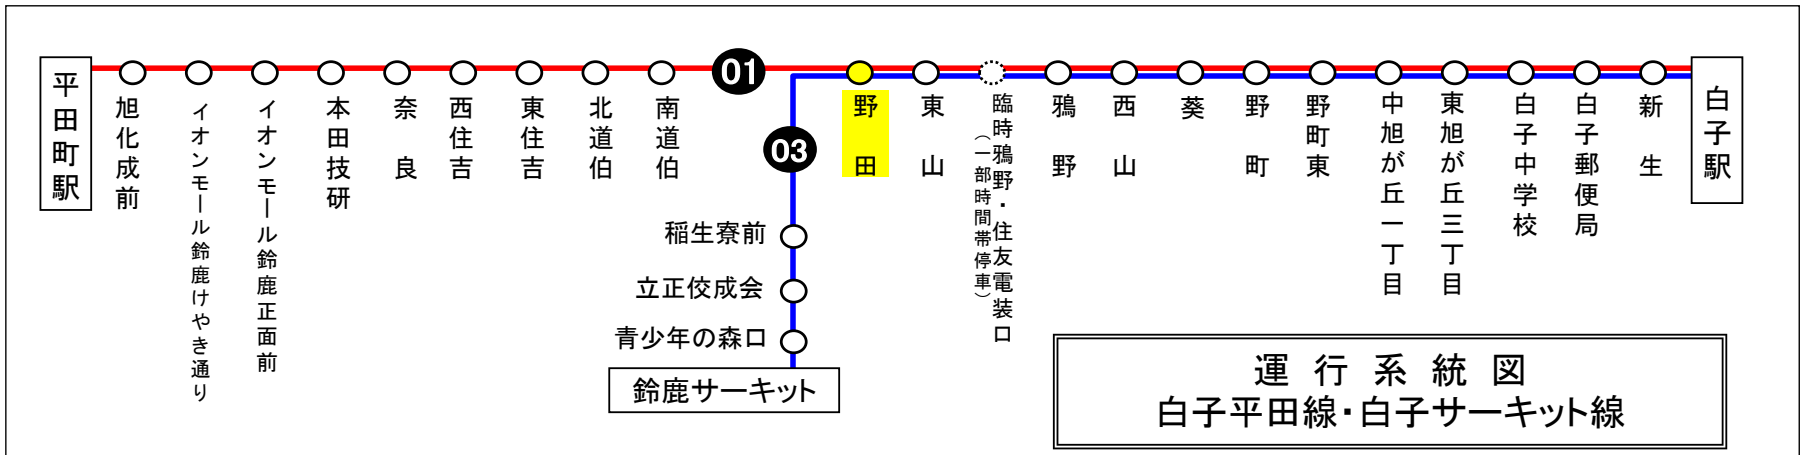 平田町駅
旭化成前
イオンモール鈴鹿けやき通り
イオンモール鈴鹿正面前
本田技研
奈良
西住吉
東住吉
北道伯
南道伯
01
03
野田
東山
臨時鴉野・住友電装口
（一部時間帯停車）
鴉野
西山
葵
野町
野町東
中旭が丘一丁目
東旭が丘三丁目
白子中学校
白子郵便局
新生
白子駅
稲生寮前
立正佼成会
青少年の森口
鈴鹿サーキット
運行系統図
白子平田線・白子サーキット線